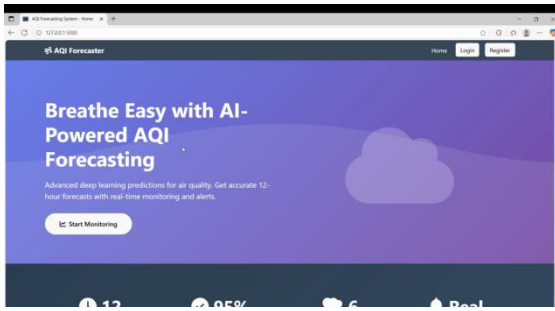 AQI Forecasting System - Home
127.0.0.1:5000
AQI Forecaster
Home Login Register
Breathe Easy with AI-
Powered AQI
Forecasting
Advanced deep learning predictions for air quality. Get accurate 12-
hour forecasts with real-time monitoring and alerts.
Start Monitoring
12 95% 6 Real